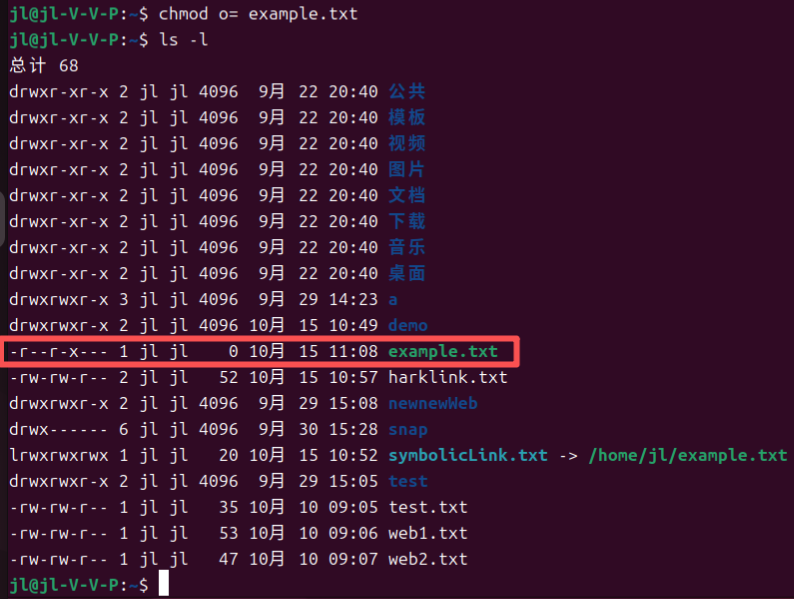 jl@jl-V-V-P:~$ chmod o= example.txt
jl@jl-V-V-P:~$ ls -l
总计 68
drwxr-xr-x 2 jl jl 4096  9月 22 20:40 公共
drwxr-xr-x 2 jl jl 4096  9月 22 20:40 模板
drwxr-xr-x 2 jl jl 4096  9月 22 20:40 视频
drwxr-xr-x 2 jl jl 4096  9月 22 20:40 图片
drwxr-xr-x 2 jl jl 4096  9月 22 20:40 文档
drwxr-xr-x 2 jl jl 4096  9月 22 20:40 下载
drwxr-xr-x 2 jl jl 4096  9月 22 20:40 音乐
drwxr-xr-x 2 jl jl 4096  9月 22 20:40 桌面
drwxrwxr-x 3 jl jl 4096  9月 29 14:23 a
drwxrwxr-x 2 jl jl 4096 10月 15 10:49 demo
-r--r-x--- 1 jl jl    0 10月 15 11:08 example.txt
-rw-rw-r-- 2 jl jl   52 10月 15 10:57 harklink.txt
drwxrwxr-x 2 jl jl 4096  9月 29 15:08 newnewWeb
drwx------ 6 jl jl 4096  9月 30 15:28 snap
lrwxrwxrwx 1 jl jl   20 10月 15 10:52 symbolicLink.txt -> /home/jl/example.txt
drwxrwxr-x 2 jl jl 4096  9月 29 15:05 test
-rw-rw-r-- 1 jl jl   35 10月 10 09:05 test.txt
-rw-rw-r-- 1 jl jl   53 10月 10 09:06 web1.txt
-rw-rw-r-- 1 jl jl   47 10月 10 09:07 web2.txt
jl@jl-V-V-P:~$